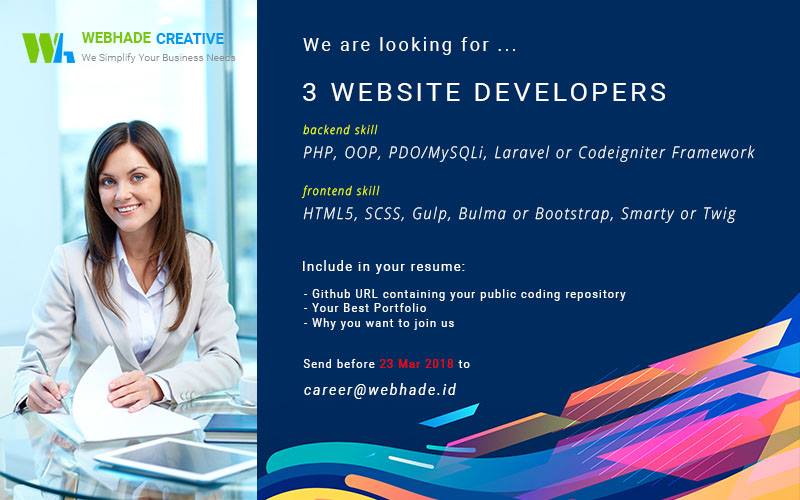 WEBHADE CREATIVE
We Simplify Your Business Needs
We are looking for ...
3 WEBSITE DEVELOPERS
backend skill
PHP, OOP, PDO/MySQLi, Laravel or Codeigniter Framework
frontend skill
HTML5, SCSS, Gulp, Bulma or Bootstrap, Smarty or Twig
Include in your resume:
- Github URL containing your public coding repository
- Your Best Portfolio
- Why you want to join us
Send before 23 Mar 2018 to
career@webhade.id